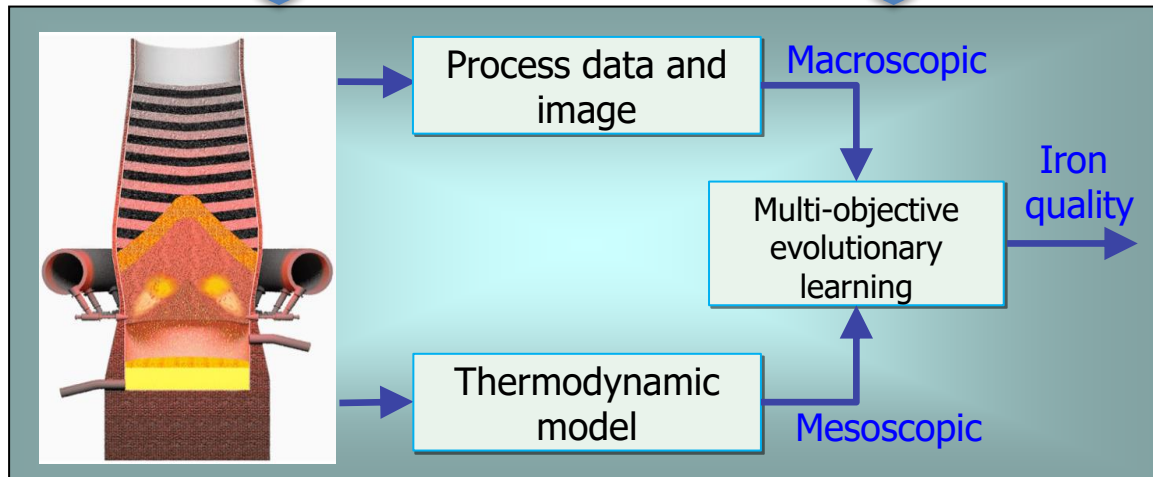 Process data and
image
Macroscopic
Iron
quality
Multi-objective
evolutionary
learning
Thermodynamic
model
Mesoscopic